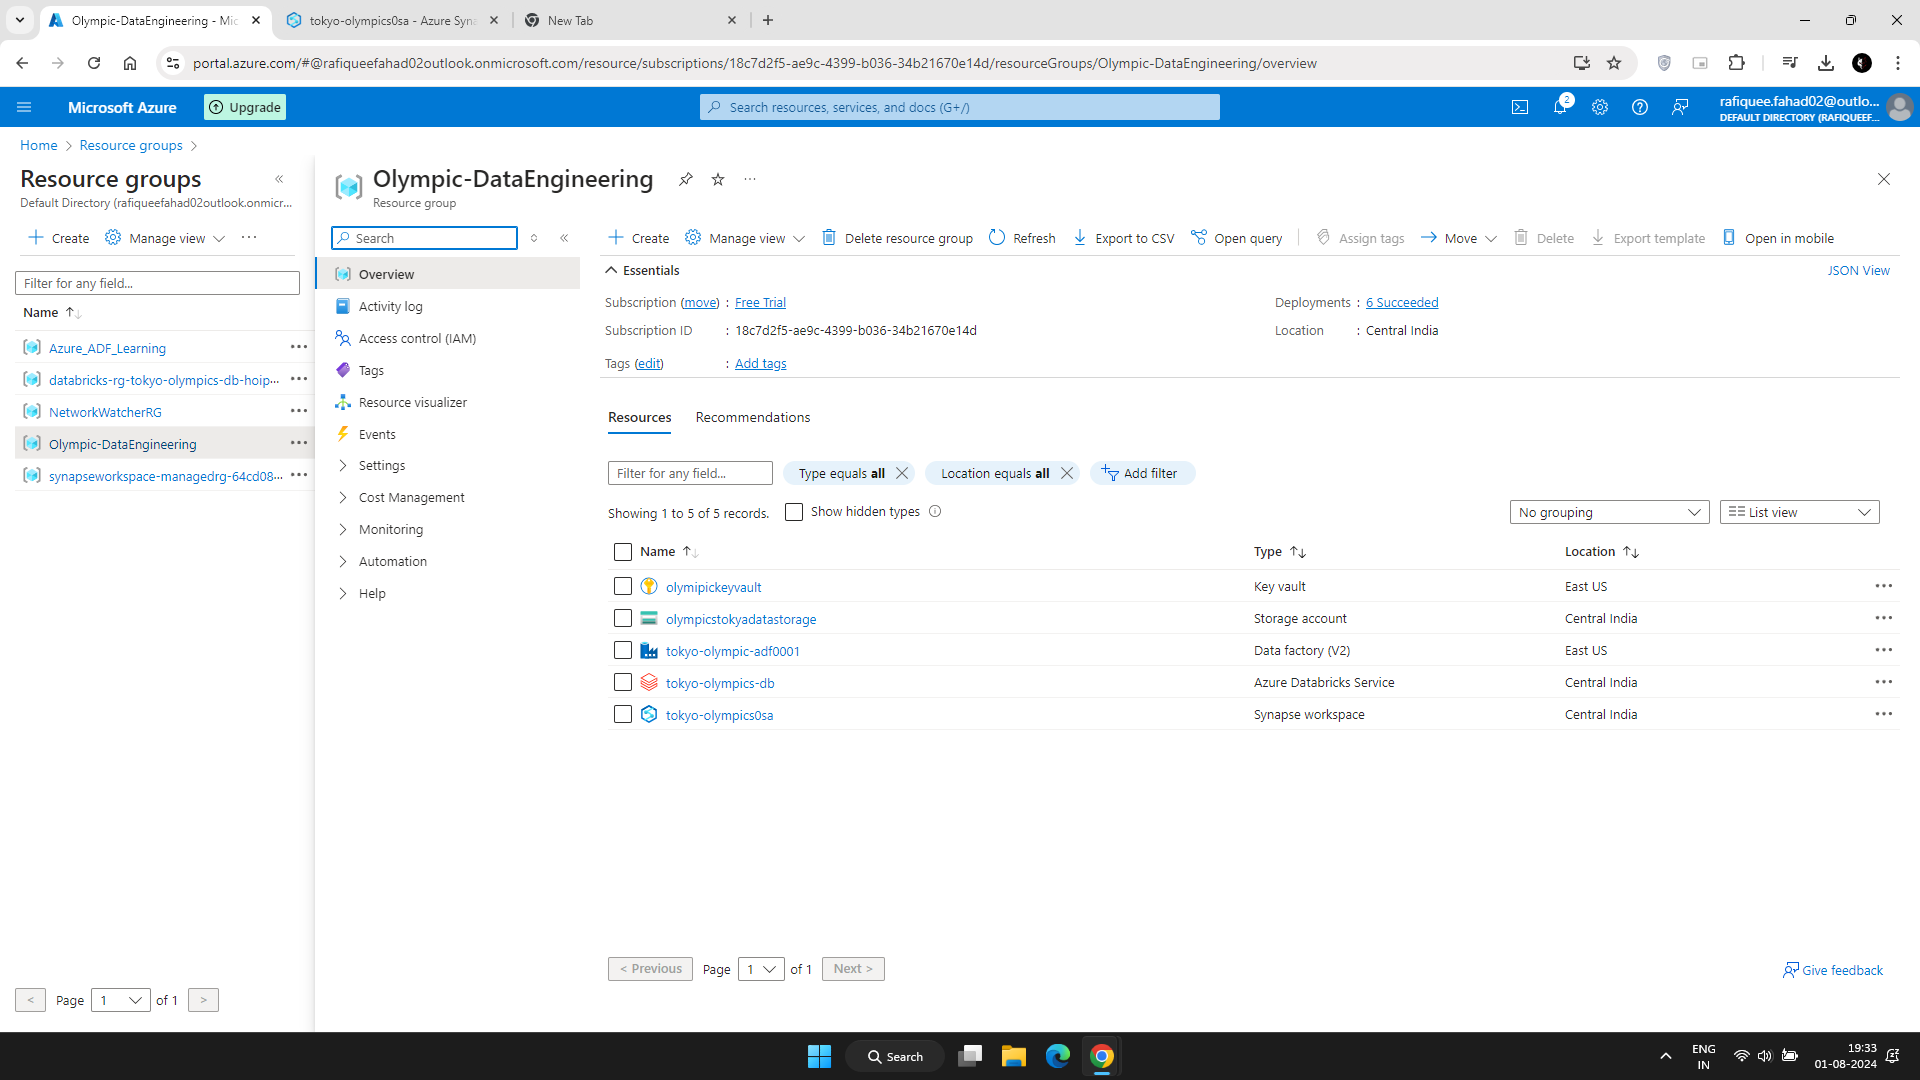 Olympic-DataEngineering - Mic
tokyo-olympics0sa - Azure Syna
New Tab
portal.azure.com/#@rafiqueefahad02outlook.onmicrosoft.com/resource/subscriptions/18c7d2f5-ae9c-4399-b036-34b21670e14d/resourceGroups/Olympic-DataEngineering/overview
Microsoft Azure
Upgrade
Search resources, services, and docs (G+/)
2
rafiquee.fahad02@outlo...
DEFAULT DIRECTORY (RAFIQUEEF...
Home > Resource groups >
Resource groups
Default Directory (rafiqueefahad02outlook.onmicr...
Create
Manage view
Filter for any field...
Name
Azure_ADF_Learning
databricks-rg-tokyo-olympics-db-hoip...
NetworkWatcherRG
Olympic-DataEngineering
synapseworkspace-managedrg-64cd08...
< Page 1 of 1 >
Olympic-DataEngineering
Resource group
Search
Overview
Activity log
Access control (IAM)
Tags
Resource visualizer
Events
Settings
Cost Management
Monitoring
Automation
Help
Create
Manage view
Delete resource group
Refresh
Export to CSV
Open query
Assign tags
Move
Delete
Export template
Open in mobile
Essentials
JSON View
Subscription (move) : Free Trial
Subscription ID : 18c7d2f5-ae9c-4399-b036-34b21670e14d
Tags (edit) : Add tags
Deployments : 6 Succeeded
Location : Central India
Resources
Recommendations
Filter for any field...
Type equals all
Location equals all
Add filter
Showing 1 to 5 of 5 records.
Show hidden types
No grouping
List view
Name Type Location
olymipickeyvault Key vault East US
olympicstokyadatastorage Storage account Central India
tokyo-olympic-adf0001 Data factory (V2) East US
tokyo-olympics-db Azure Databricks Service Central India
tokyo-olympics0sa Synapse workspace Central India
< Previous Page 1 of 1 Next >
Give feedback
Search
ENG
IN
19:33
01-08-2024